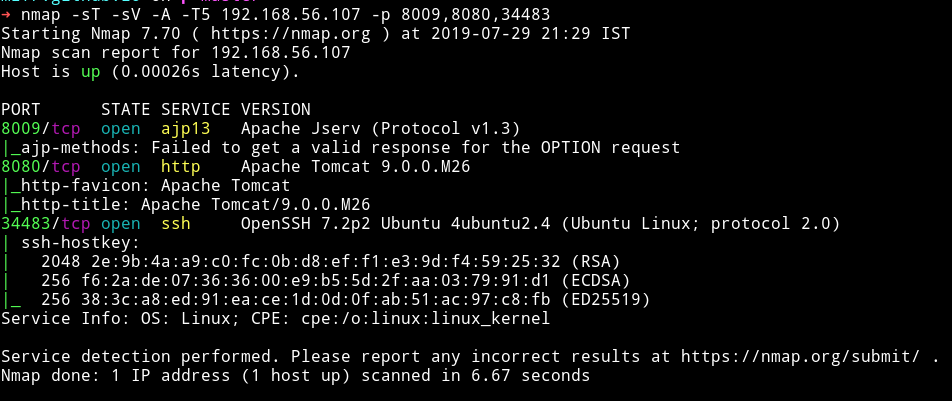 → nmap -sT -sV -A -T5 192.168.56.107 -p 8009,8080,34483
Starting Nmap 7.70 ( https://nmap.org ) at 2019-07-29 21:29 IST
Nmap scan report for 192.168.56.107
Host is up (0.00026s latency).

PORT      STATE SERVICE VERSION
8009/tcp  open  ajp13   Apache Jserv (Protocol v1.3)
|_ajp-methods: Failed to get a valid response for the OPTION request
8080/tcp  open  http    Apache Tomcat 9.0.0.M26
|_http-favicon: Apache Tomcat
|_http-title: Apache Tomcat/9.0.0.M26
34483/tcp open  ssh     OpenSSH 7.2p2 Ubuntu 4ubuntu2.4 (Ubuntu Linux; protocol 2.0)
| ssh-hostkey:
|   2048 2e:9b:4a:a9:c0:fc:0b:d8:ef:f1:e3:9d:f4:59:25:32 (RSA)
|   256 f6:2a:de:07:36:36:00:e9:b5:5d:2f:aa:03:79:91:d1 (ECDSA)
|_  256 38:3c:a8:ed:91:ea:ce:1d:0d:0f:ab:51:ac:97:c8:fb (ED25519)
Service Info: OS: Linux; CPE: cpe:/o:linux:linux_kernel

Service detection performed. Please report any incorrect results at https://nmap.org/submit/ .
Nmap done: 1 IP address (1 host up) scanned in 6.67 seconds